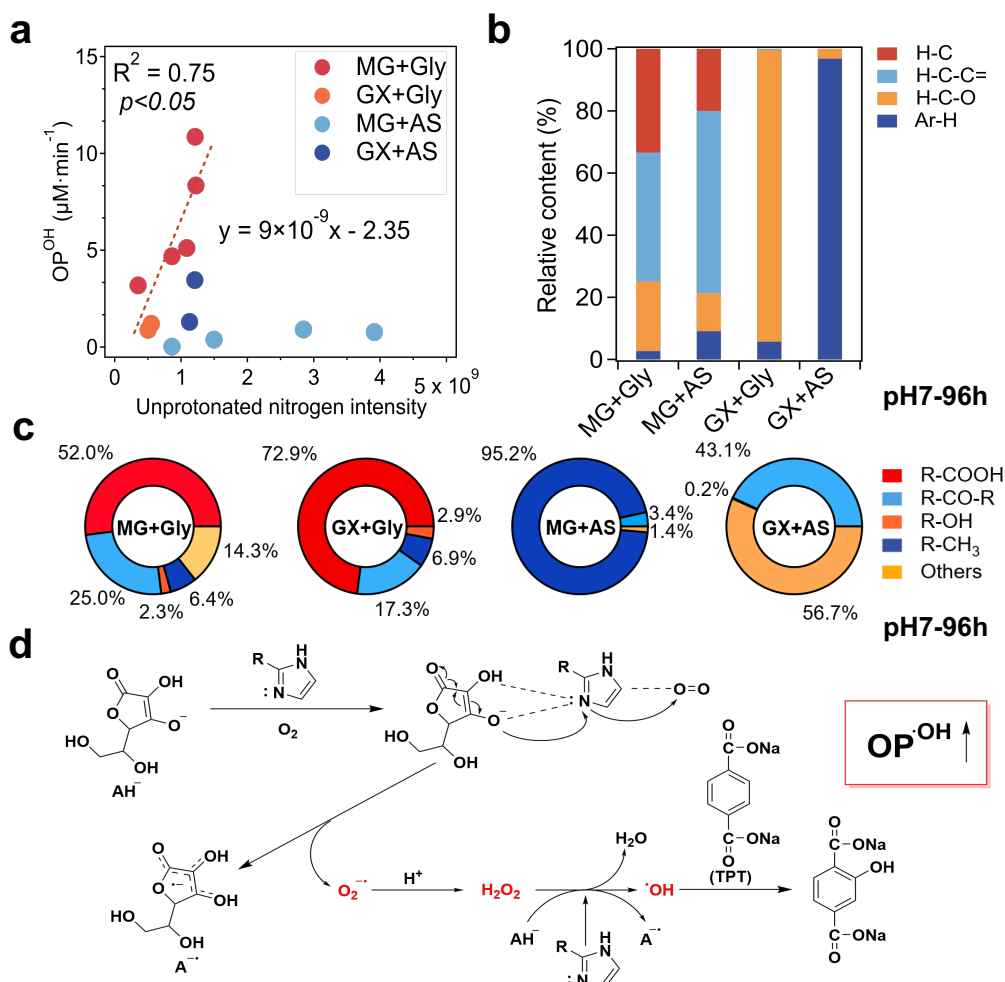 a
15
10
5
0
OP^OH (μM·min⁻¹)
R² = 0.75
p<0.05
MG+Gly
GX+Gly
MG+AS
GX+AS
y = 9×10⁻⁹x - 2.35
0
1
2
3
4
5 x 10⁹
Unprotonated nitrogen intensity
b
100
80
60
40
20
0
Relative content (%)
H-C
H-C-C=
H-C-O
Ar-H
MG+Gly
MG+AS
GX+Gly
GX+AS
pH7-96h
c
52.0%
MG+Gly
14.3%
25.0%
2.3%
6.4%
72.9%
GX+Gly
2.9%
6.9%
17.3%
95.2%
MG+AS
3.4%
1.4%
43.1%
0.2%
GX+AS
56.7%
R-COOH
R-CO-R
R-OH
R-CH₃
Others
pH7-96h
d
O
OH
O
O⁻
HO
OH
AH⁻
R
H
N
:N
O₂
O
OH
O
O⁻
HO
OH
R
H
N
:N
O=O
O
C-ONa
C-ONa
O
(TPT)
OP^·OH ↑
O
OH
O
OH
HO
OH
A⁻·
O₂⁻·
H⁺
H₂O₂
H₂O
·OH
AH⁻
A⁻·
R
H
N
:N
O
C-ONa
OH
C-ONa
O